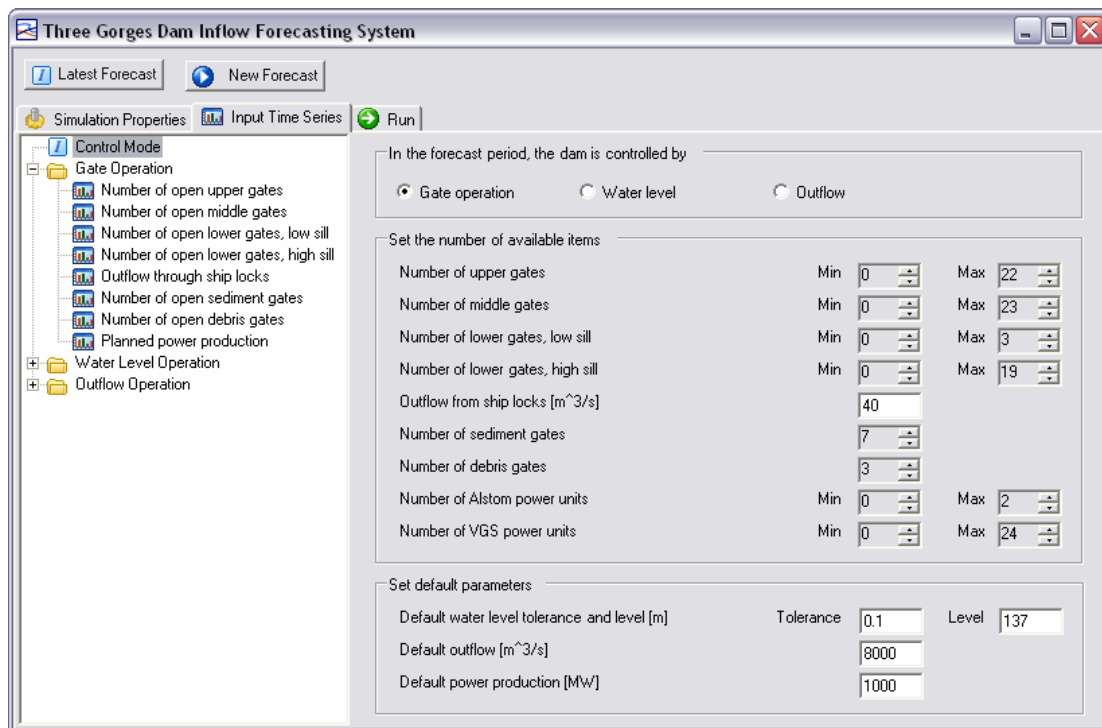 Three Gorges Dam Inflow Forecasting System
Latest Forecast New Forecast
Simulation Properties Input Time Series Run
Control Mode
Gate Operation
Number of open upper gates
Number of open middle gates
Number of open lower gates, low sill
Number of open lower gates, high sill
Outflow through ship locks
Number of open sediment gates
Number of open debris gates
Planned power production
Water Level Operation
Outflow Operation
In the forecast period, the dam is controlled by
Gate operation Water level Outflow
Set the number of available items
Number of upper gates Min 0 Max 22
Number of middle gates Min 0 Max 23
Number of lower gates, low sill Min 0 Max 3
Number of lower gates, high sill Min 0 Max 19
Outflow from ship locks [m^3/s] 40
Number of sediment gates 7
Number of debris gates 3
Number of Alstom power units Min 0 Max 2
Number of VGS power units Min 0 Max 24
Set default parameters
Default water level tolerance and level [m] Tolerance 0.1 Level 137
Default outflow [m^3/s] 8000
Default power production [MW] 1000